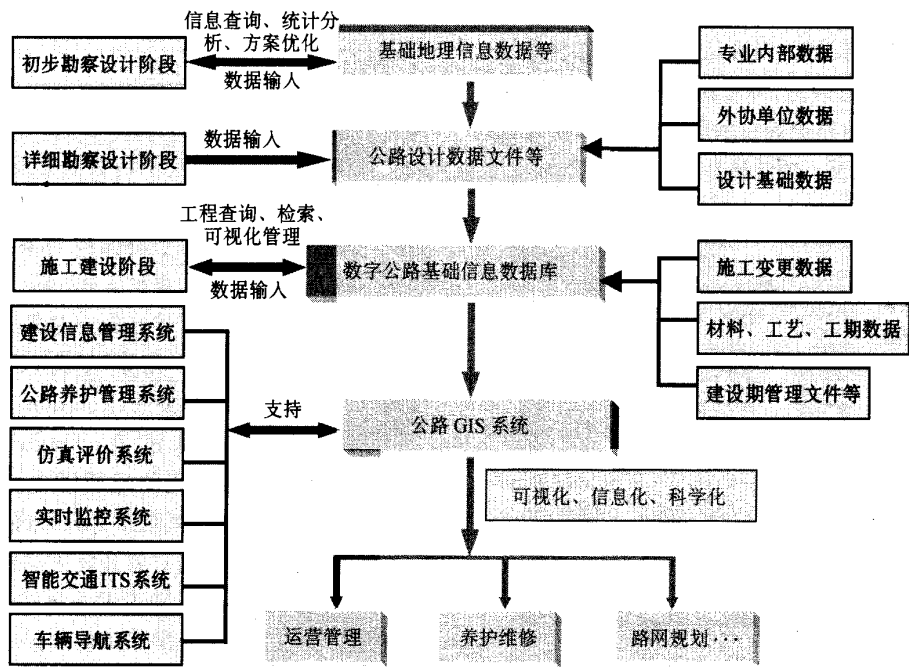 信息查询、统计分
析、方案优化
初步勘察设计阶段
数据输入
基础地理信息数据等
专业内部数据
外协单位数据
设计基础数据
详细勘察设计阶段
数据输入
公路设计数据文件等
工程查询、检索、
可视化管理
施工建设阶段
数据输入
数字公路基础信息数据库
施工变更数据
材料、工艺、工期数据
建设期管理文件等
建设信息管理系统
公路养护管理系统
仿真评价系统
实时监控系统
智能交通ITS系统
车辆导航系统
支持
公路 GIS 系统
可视化、信息化、科学化
运营管理
养护维修
路网规划···